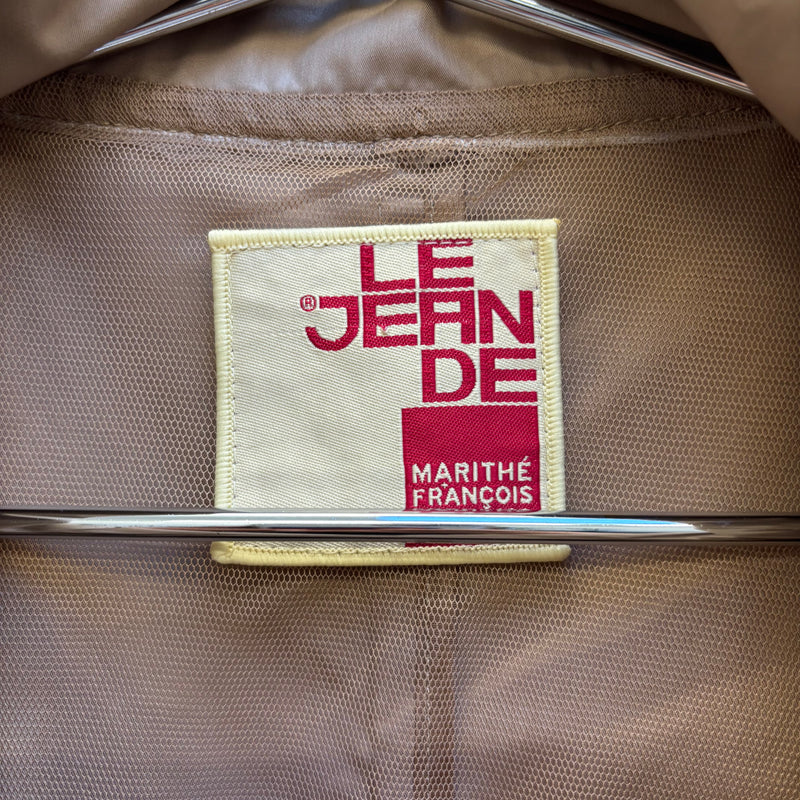 LE
®JEAN
DE
MARITHÉ
+
FRANÇOIS